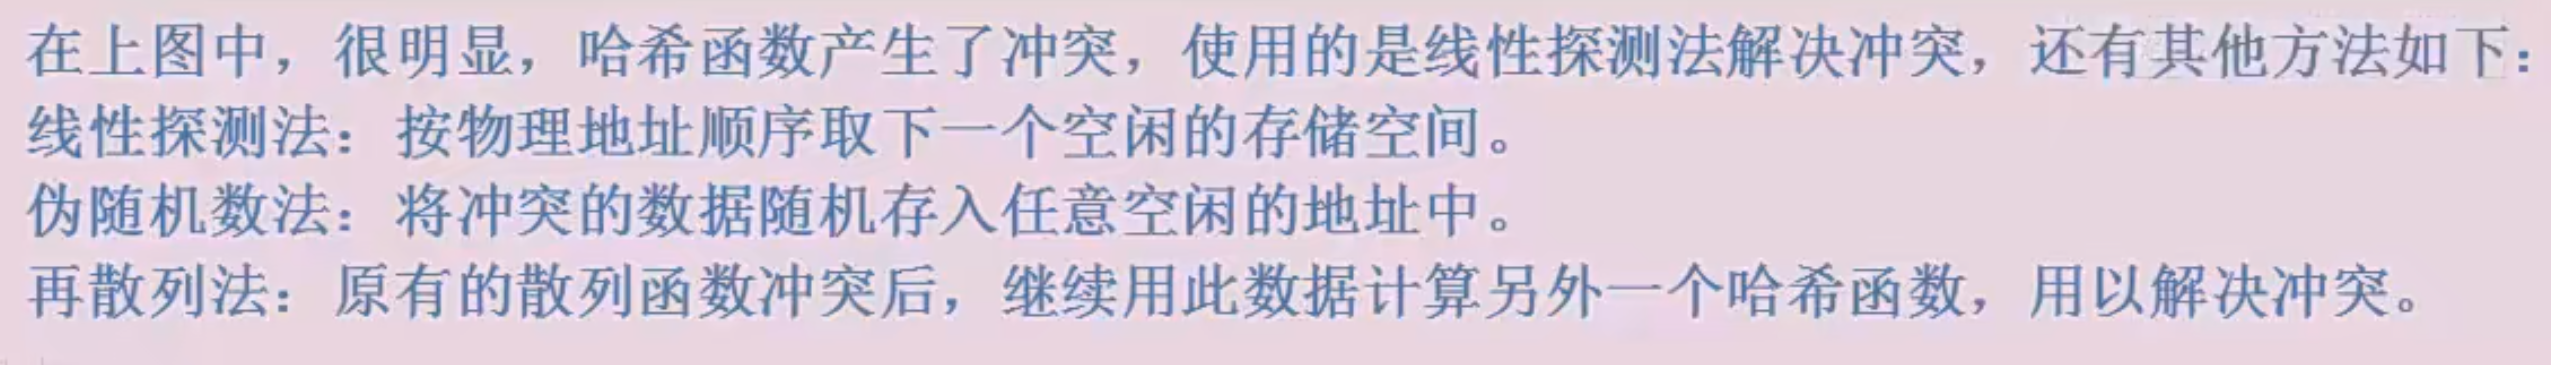 在上图中，很明显，哈希函数产生了冲突，使用的是线性探测法解决冲突，还有其他方法如下：
线性探测法：按物理地址顺序取下一个空闲的存储空间。
伪随机数法：将冲突的数据随机存入任意空闲的地址中。
再散列法：原有的散列函数冲突后，继续用此数据计算另外一个哈希函数，用以解决冲突。